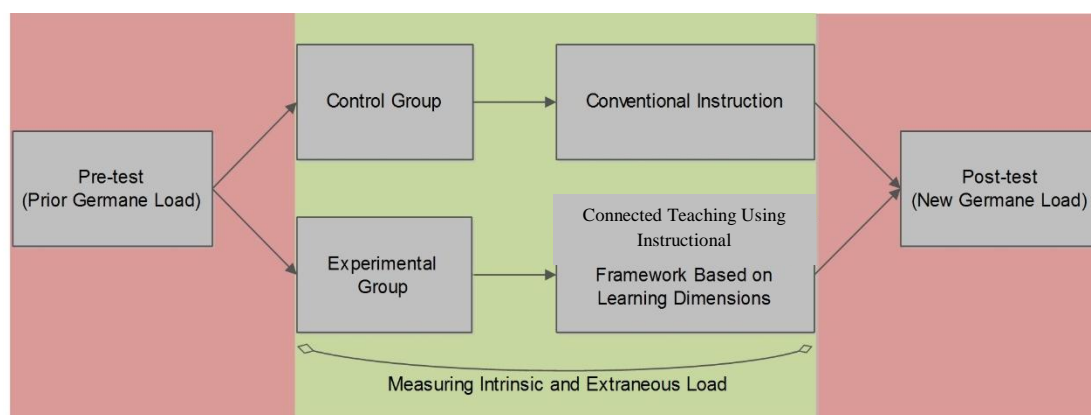 Control Group
Conventional Instruction
Pre-test
(Prior Germane Load)
Post-test
(New Germane Load)
Experimental
Group
Connected Teaching Using
Instructional
Framework Based on
Learning Dimensions
Measuring Intrinsic and Extraneous Load